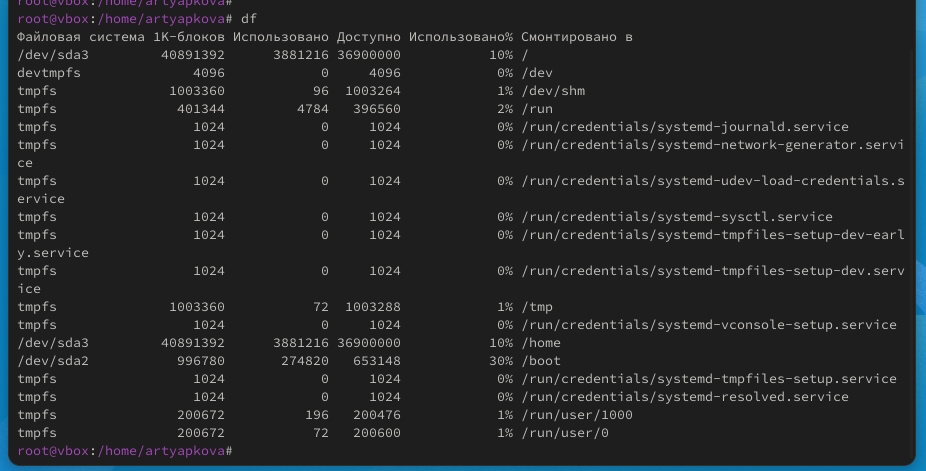 root@vbox:/home/artyapkova#
root@vbox:/home/artyapkova# df
Файловая система 1K-блоков Использовано Доступно Использовано% Смонтировано в
/dev/sda3         40891392      3881216 36900000           10% /
devtmpfs              4096            0     4096            0% /dev
tmpfs              1003360           96  1003264            1% /dev/shm
tmpfs               401344         4784   396560            2% /run
tmpfs                 1024            0     1024            0% /run/credentials/systemd-journald.service
tmpfs                 1024            0     1024            0% /run/credentials/systemd-network-generator.servi
ce
tmpfs                 1024            0     1024            0% /run/credentials/systemd-udev-load-credentials.s
ervice
tmpfs                 1024            0     1024            0% /run/credentials/systemd-sysctl.service
tmpfs                 1024            0     1024            0% /run/credentials/systemd-tmpfiles-setup-dev-earl
y.service
tmpfs                 1024            0     1024            0% /run/credentials/systemd-tmpfiles-setup-dev.serv
ice
tmpfs              1003360           72  1003288            1% /tmp
tmpfs                 1024            0     1024            0% /run/credentials/systemd-vconsole-setup.service
/dev/sda3         40891392      3881216 36900000           10% /home
/dev/sda2           996780       274820   653148           30% /boot
tmpfs                 1024            0     1024            0% /run/credentials/systemd-tmpfiles-setup.service
tmpfs                 1024            0     1024            0% /run/credentials/systemd-resolved.service
tmpfs               200672          196   200476            1% /run/user/1000
tmpfs               200672           72   200600            1% /run/user/0
root@vbox:/home/artyapkova#